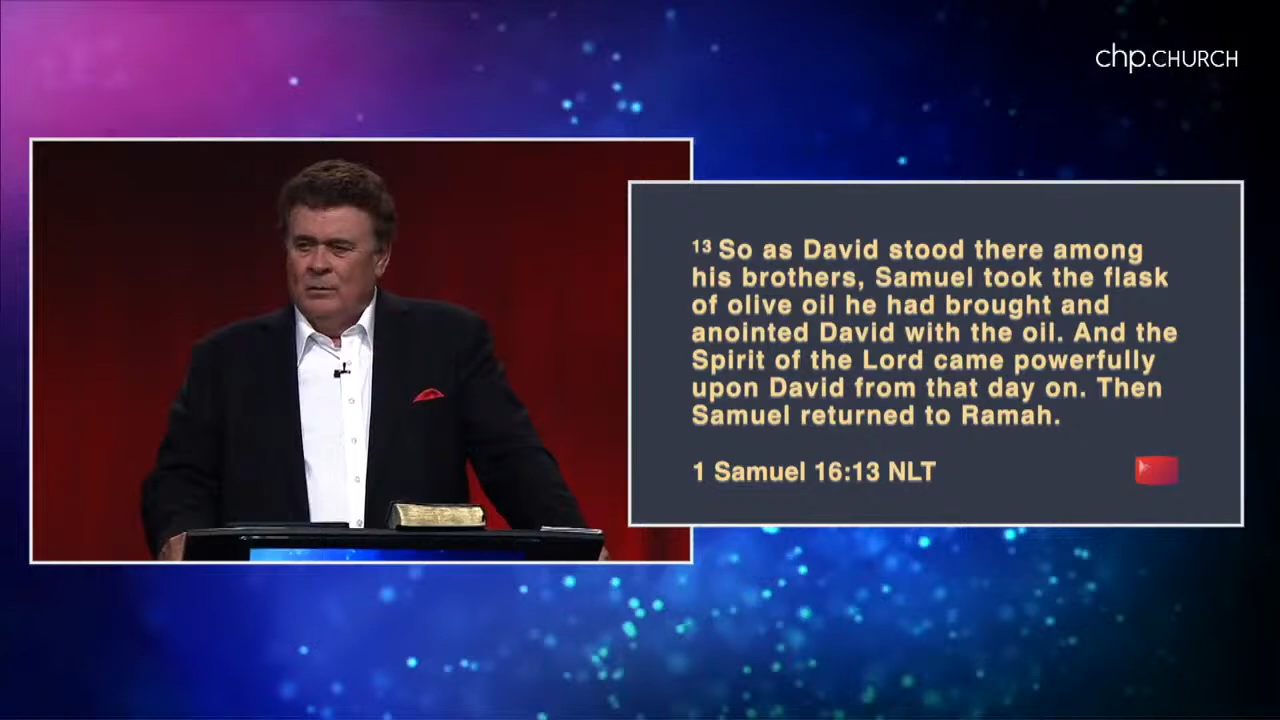 chp.CHURCH
13 So as David stood there among
his brothers, Samuel took the flask
of olive oil he had brought and
anointed David with the oil. And the
Spirit of the Lord came powerfully
upon David from that day on. Then
Samuel returned to Ramah.
1 Samuel 16:13 NLT